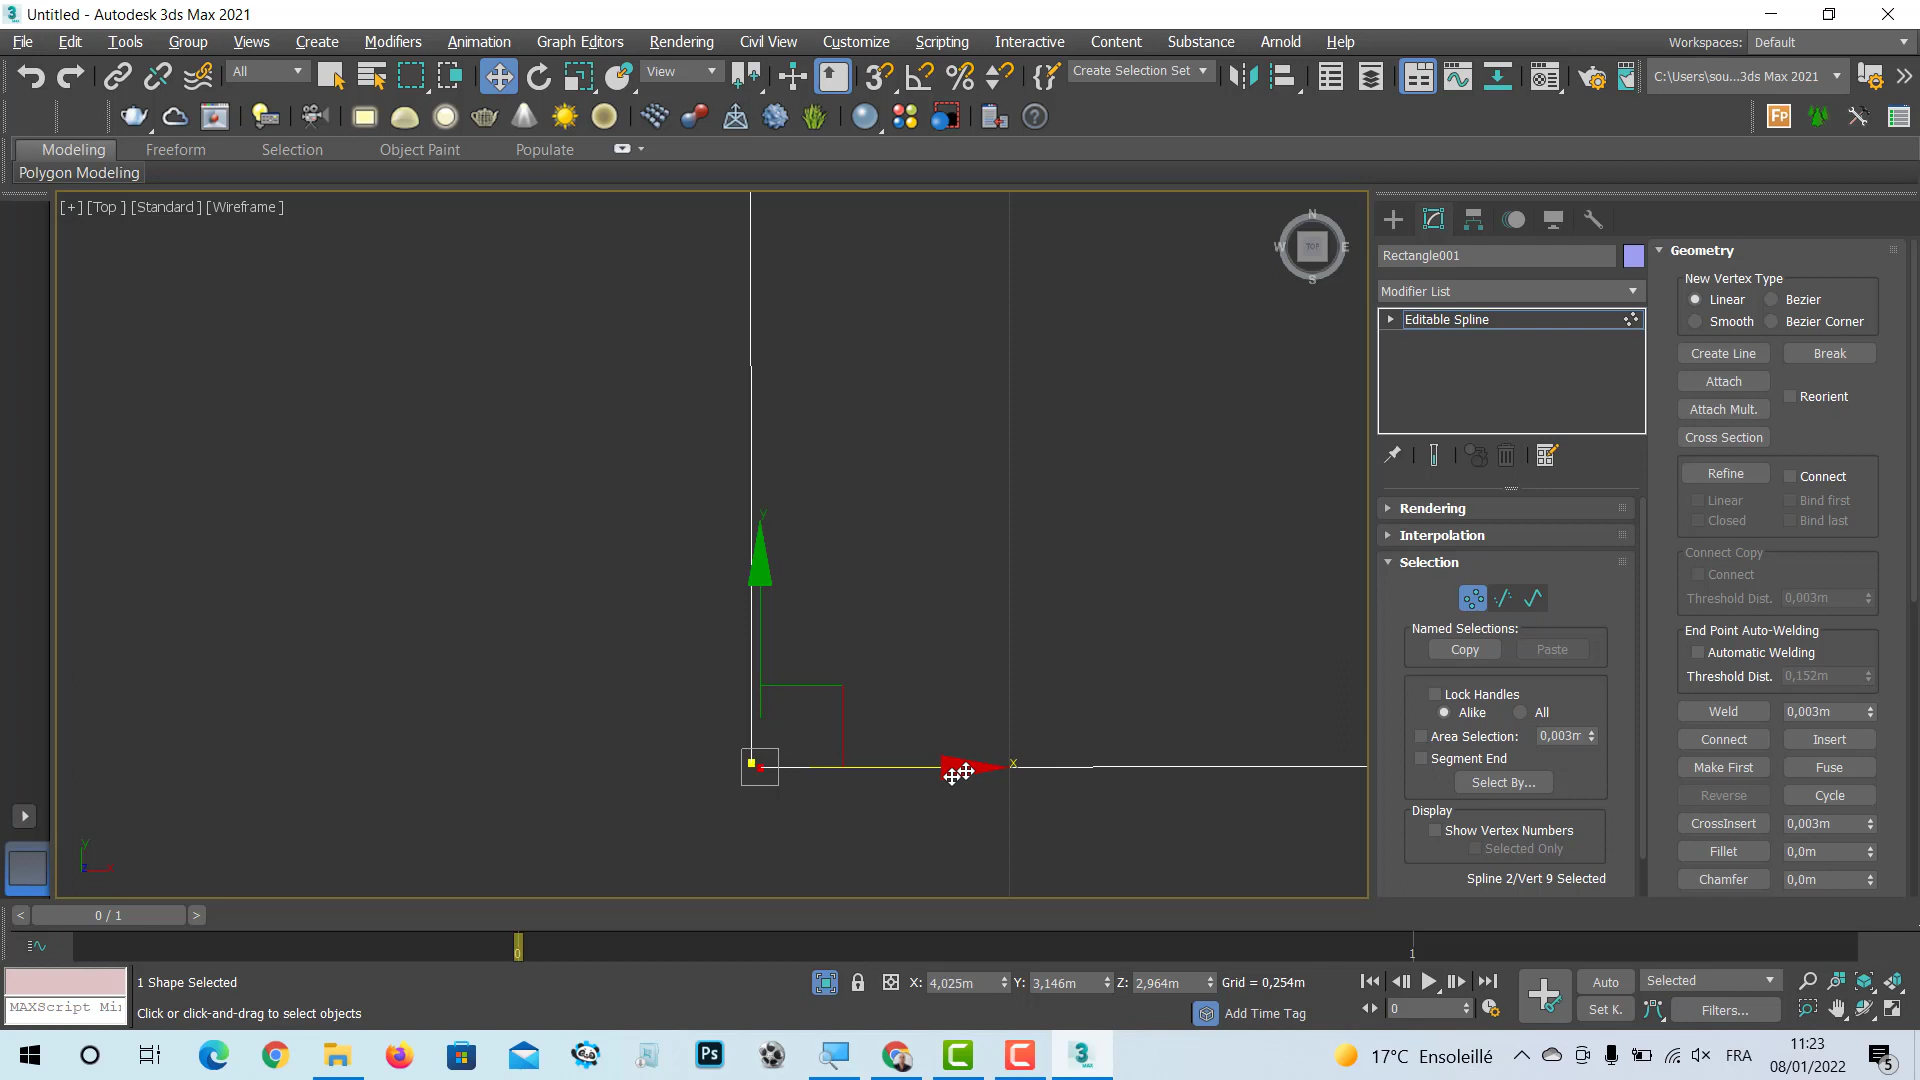 Untitled - Autodesk 3ds Max 2021
File Edit Tools Group Views Create Modifiers Animation Graph Editors Rendering Civil View Customize Scripting Interactive Content Substance Arnold Help
Workspaces: Default
All View Create Selection Set C:\Users\sou...3ds Max 2021
Modeling Freeform Selection Object Paint Populate
Polygon Modeling
[+] [Top ] [Standard ] [Wireframe ]
N
W TOP E
S
y
x
y
Rectangle001
Modifier List
Editable Spline
Rendering
Interpolation
Selection
Named Selections:
Copy Paste
Lock Handles
Alike All
Area Selection: 0,003m
Segment End
Select By...
Display
Show Vertex Numbers
Selected Only
Spline 2/Vert 9 Selected
Geometry
New Vertex Type
Linear Bezier
Smooth Bezier Corner
Create Line Break
Attach
Reorient
Attach Mult.
Cross Section
Refine Connect
Linear Bind first
Closed Bind last
Connect Copy
Connect
Threshold Dist. 0,003m
End Point Auto-Welding
Automatic Welding
Threshold Dist. 0,152m
Weld 0,003m
Connect Insert
Make First Fuse
Reverse Cycle
CrossInsert 0,003m
Fillet 0,0m
Chamfer 0,0m
< 0 / 1 >
0 1
1 Shape Selected X: 4,025m Y: 3,146m Z: 2,964m Grid = 0,254m Auto Selected
MAXScript Mi Click or click-and-drag to select objects Add Time Tag 0 Set K. Filters...
Ps 3 MAX 17°C Ensoleillé FRA 11:23
08/01/2022 5